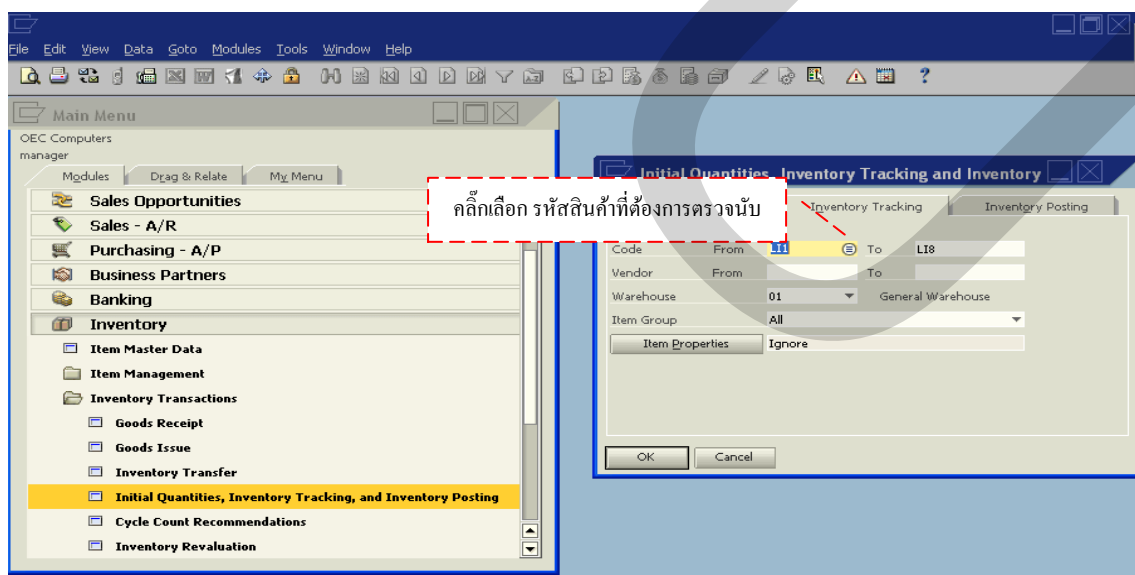 File Edit View Data Goto Modules Tools Window Help
Main Menu
OEC Computers
manager
Modules Drag & Relate My Menu
Sales Opportunities
Sales - A/R
Purchasing - A/P
Business Partners
Banking
Inventory
Item Master Data
Item Management
Inventory Transactions
Goods Receipt
Goods Issue
Inventory Transfer
Initial Quantities, Inventory Tracking, and Inventory Posting
Cycle Count Recommendations
Inventory Revaluation
คลิ๊กเลือก รหัสสินค้าที่ต้องการตรวจนับ
Initial Quantities, Inventory Tracking and Inventory
Inventory Tracking Inventory Posting
Code From LI1 To LI8
Vendor From To
Warehouse 01 General Warehouse
Item Group All
Item Properties Ignore
OK Cancel